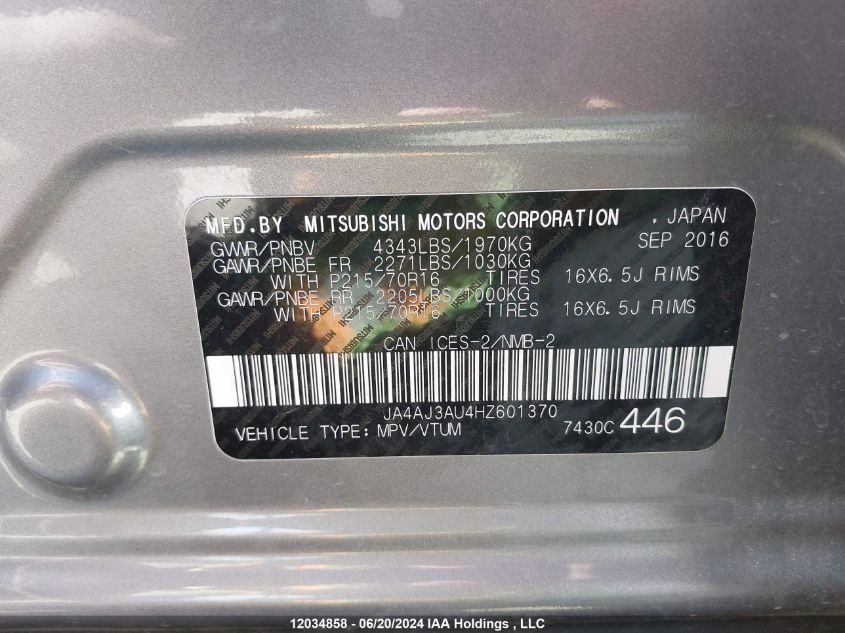 MFD.BY MITSUBISHI MOTORS CORPORATION , JAPAN
GVWR/PNBV 4343LBS/1970KG SEP 2016
GAWR/PNBE FR 2271LBS/1030KG
WITH P215/70R16 TIRES 16X6.5J RIMS
GAWR/PNBE RR 2205LBS/1000KG
WITH P215/70R16 TIRES 16X6.5J RIMS
CAN ICES-2/NMB-2
JA4AJ3AU4HZ601370
VEHICLE TYPE: MPV/VTUM 7430C 446
12034858 - 06/20/2024 IAA Holdings , LLC